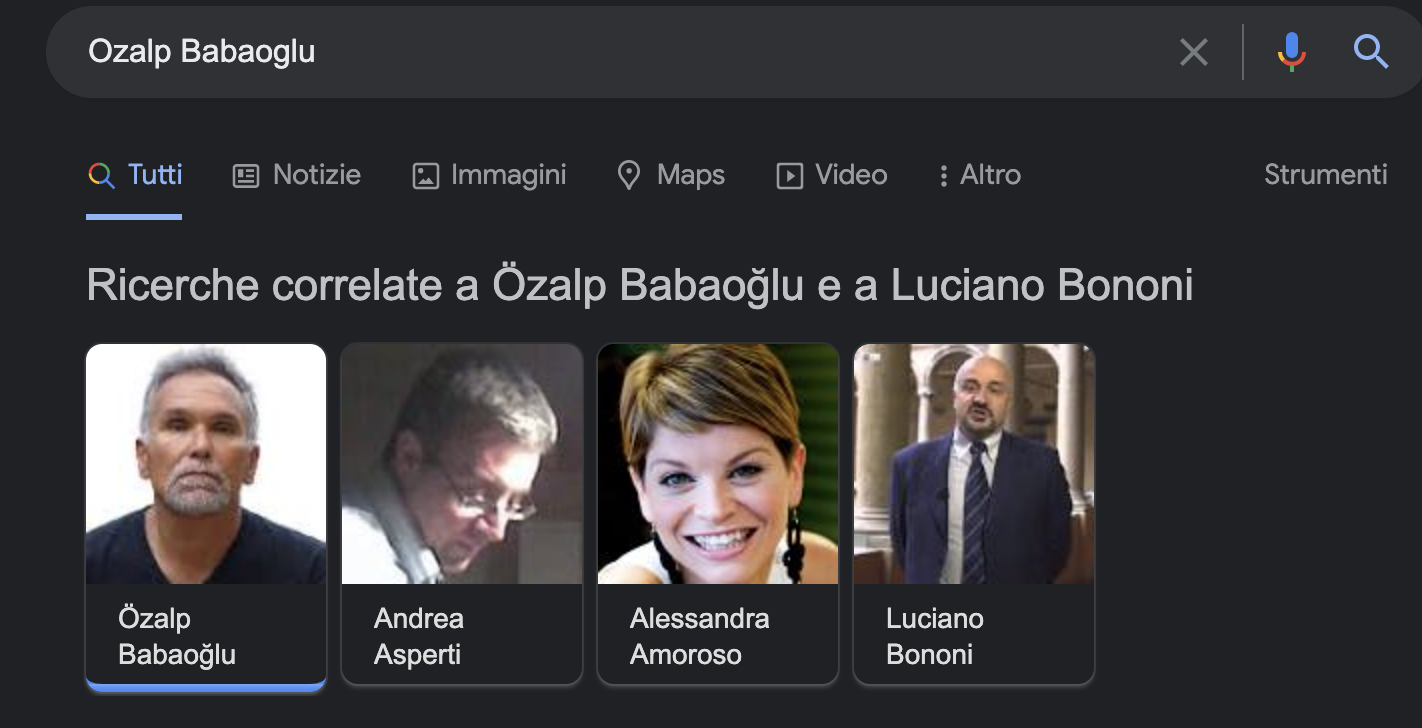 Ozalp Babaoglu
Tutti Notizie Immagini Maps Video Altro Strumenti
Ricerche correlate a Özalp Babaoğlu e a Luciano Bononi
Özalp
Babaoğlu
Andrea
Asperti
Alessandra
Amoroso
Luciano
Bononi